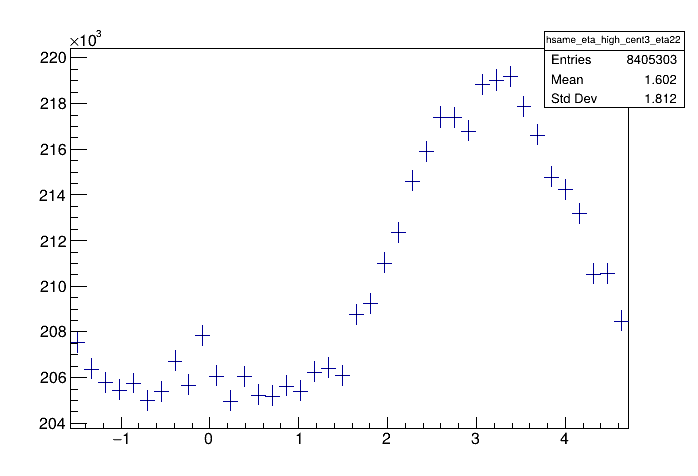 ×10³
hsame_eta_high_cent3_eta22
Entries 8405303
Mean 1.602
Std Dev 1.812
220
218
216
214
212
210
208
206
204
−1 0 1 2 3 4